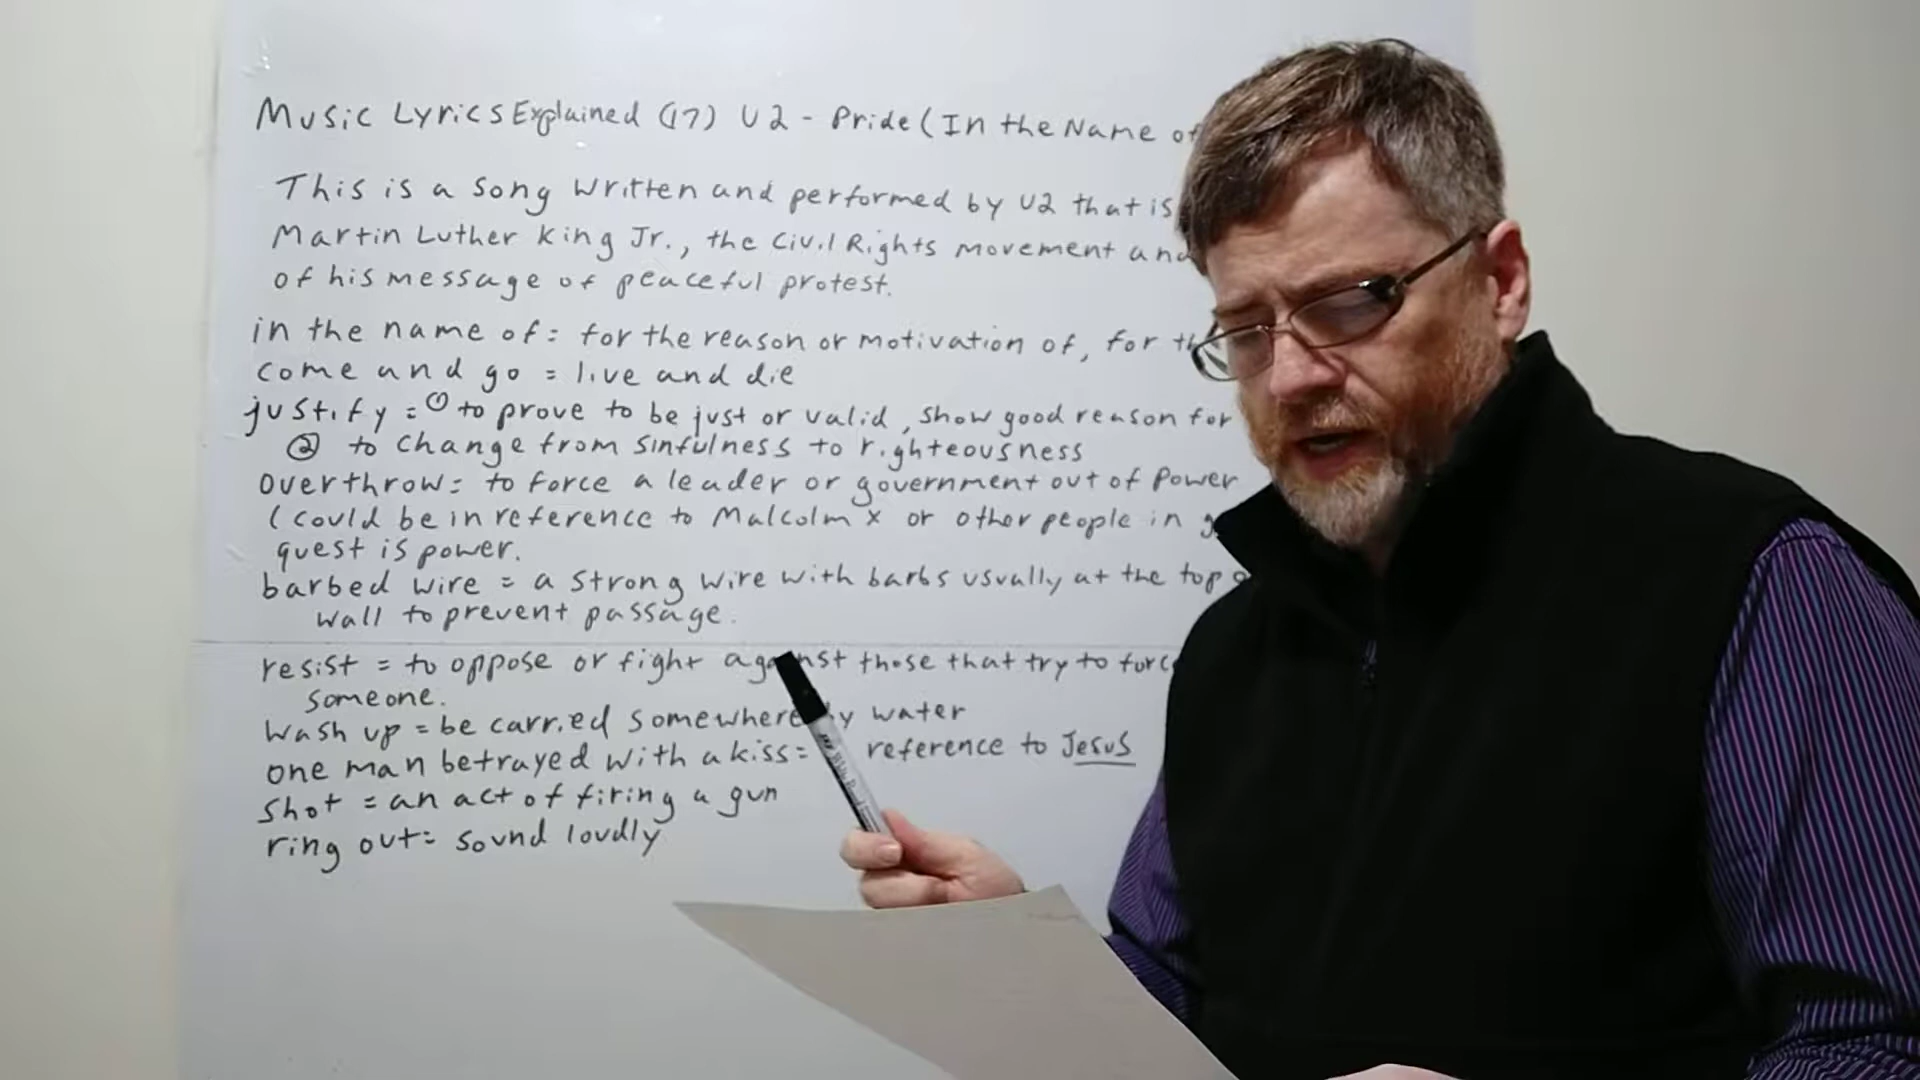 Music Lyrics Explained (17) U2 - Pride (In the Name of
This is a song written and performed by U2 that is
Martin Luther King Jr., the Civil Rights movement and
of his message of peaceful protest.
in the name of = for the reason or motivation of, for th
come and go = live and die
justify = ① to prove to be just or valid, show good reason for
② to change from sinfulness to righteousness
overthrow = to force a leader or government out of power
(could be in reference to Malcolm X or other people in g
quest is power.
barbed wire = a strong wire with barbs usually at the top o
wall to prevent passage.
resist = to oppose or fight against those that try to forc
someone.
wash up = be carried somewhere by water
one man betrayed with a kiss = reference to Jesus
shot = an act of firing a gun
ring out = sound loudly